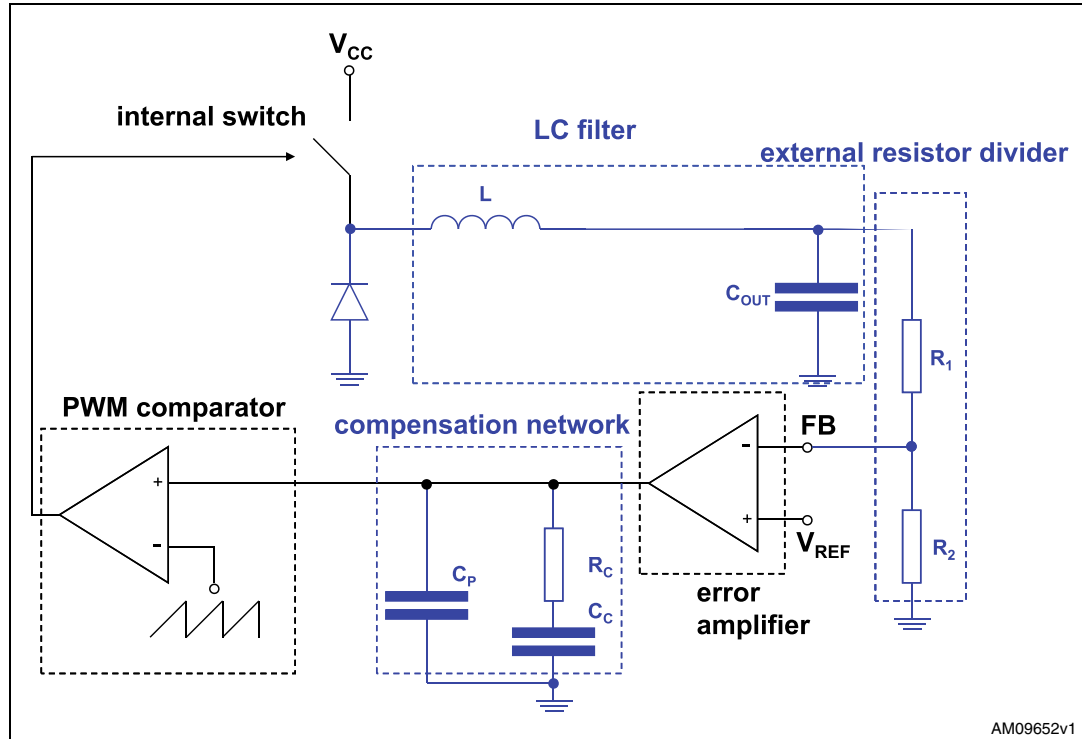 V_CC
internal switch
LC filter
external resistor divider
L
C_OUT
R_1
PWM comparator
compensation network
FB
-
+
+
-
V_REF
R_2
C_P
R_C
C_C
error
amplifier
AM09652v1